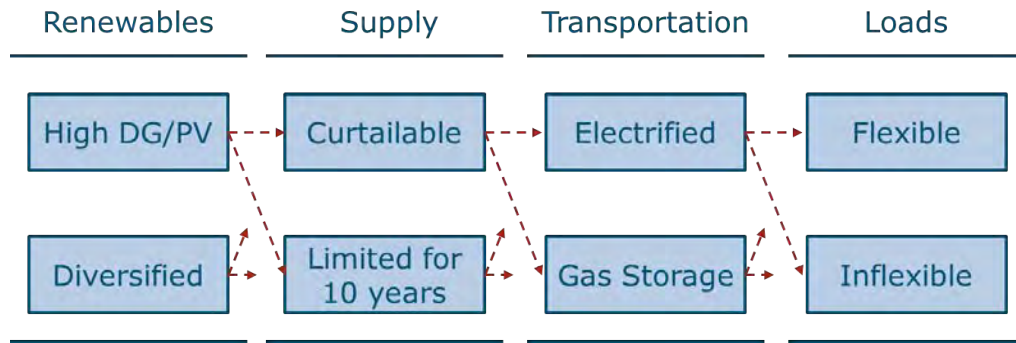 Renewables
Supply
Transportation
Loads
High DG/PV
Curtailable
Electrified
Flexible
Diversified
Limited for
10 years
Gas Storage
Inflexible